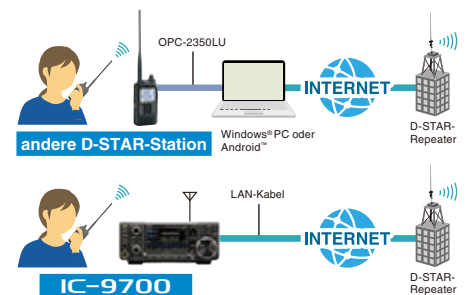 OPC-2350LU
INTERNET
andere D-STAR-Station
Windows® PC oder
Android™
D-STAR-
Repeater
LAN-Kabel
INTERNET
IC-9700
D-STAR-
Repeater